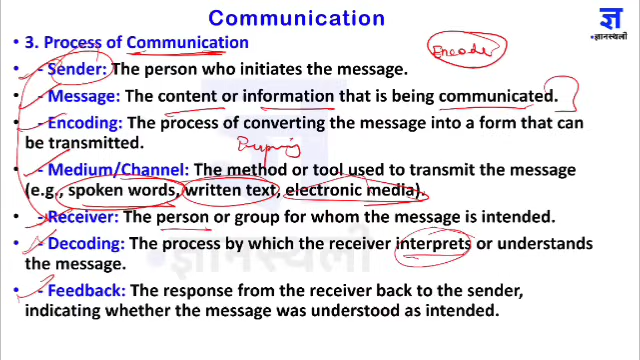 Communication
ज्ञ
ज्ञानस्थली
• 3. Process of Communication
Encoder
• - Sender: The person who initiates the message.
• - Message: The content or information that is being communicated.
• - Encoding: The process of converting the message into a form that can
be transmitted.
• - Medium/Channel: The method or tool used to transmit the message
(e.g., spoken words, written text, electronic media).
• - Receiver: The person or group for whom the message is intended.
• - Decoding: The process by which the receiver interprets or understands
the message.
• - Feedback: The response from the receiver back to the sender,
indicating whether the message was understood as intended.
ज्ञानस्थली